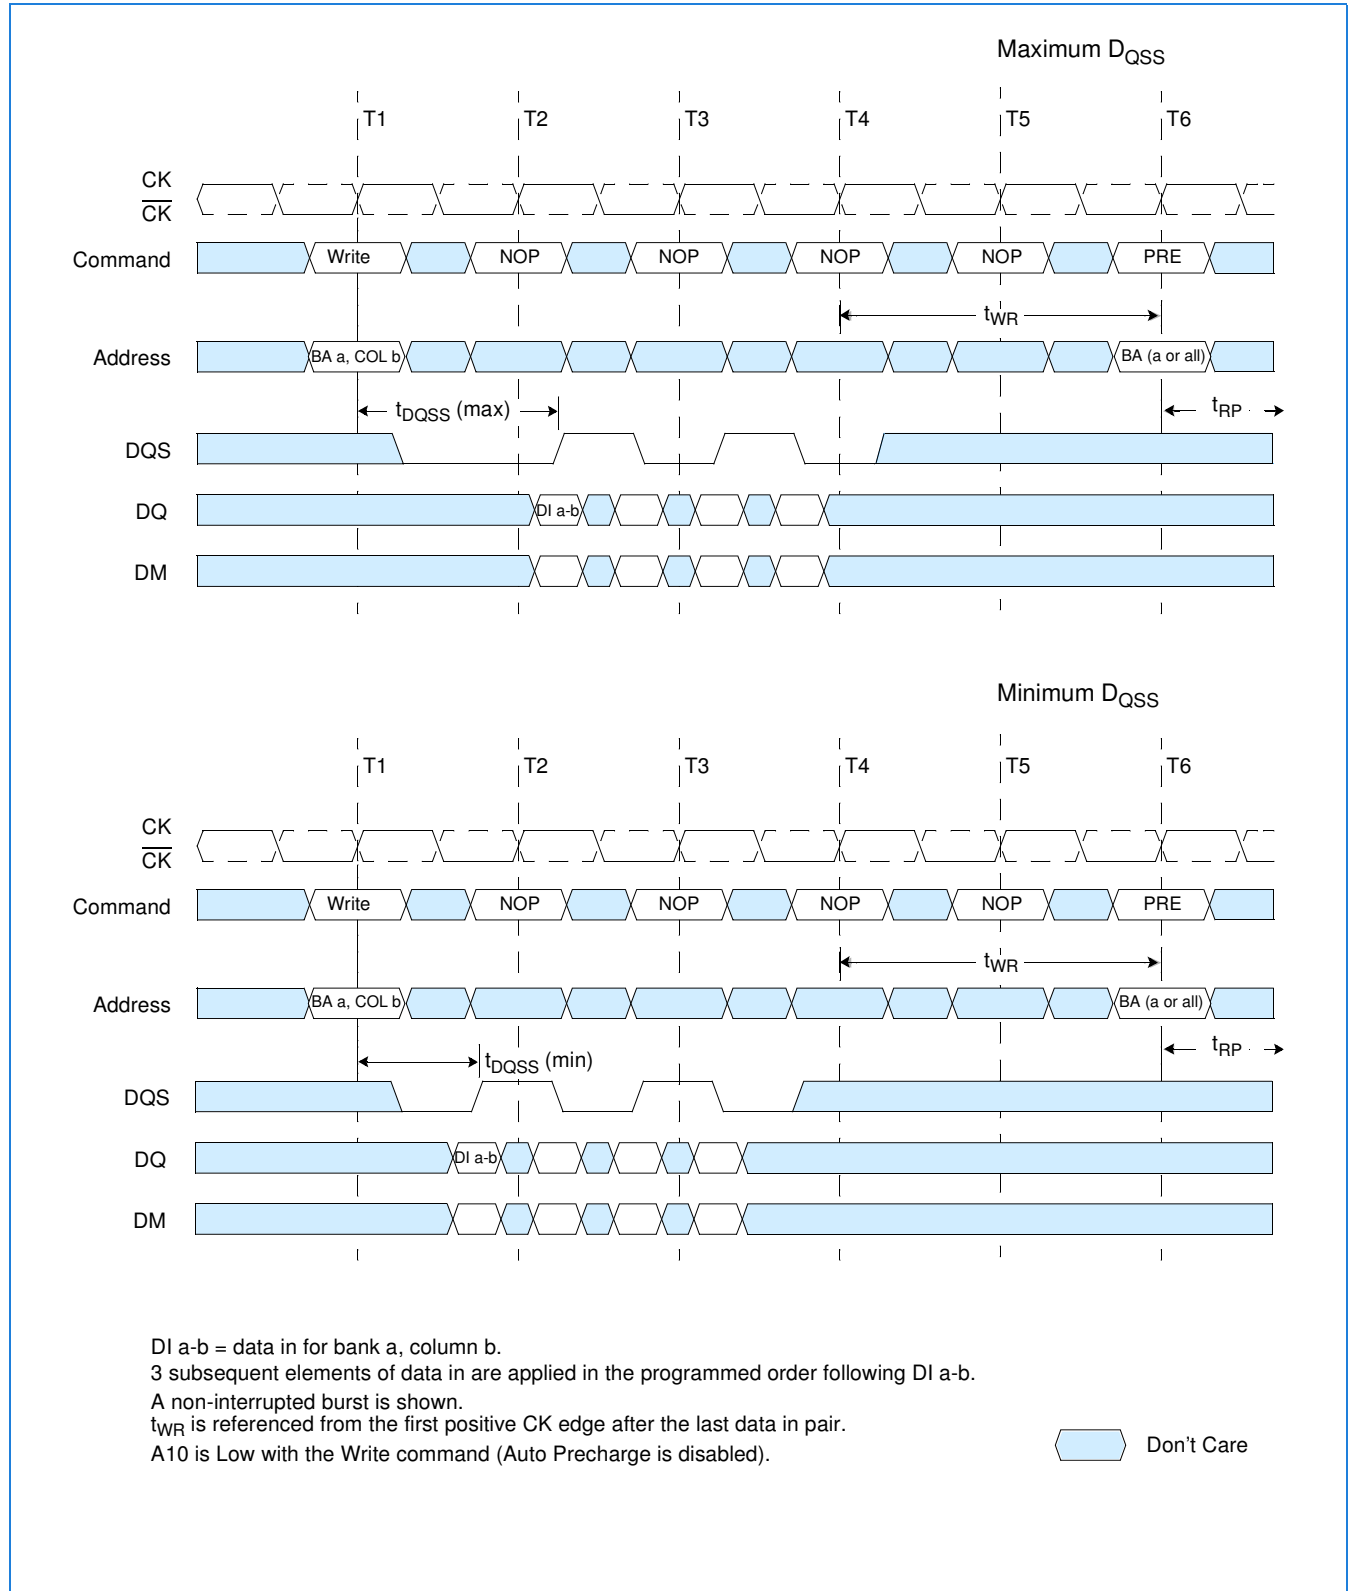 Maximum DQSS
T1 T2 T3 T4 T5 T6
CK
CK
Command Write NOP NOP NOP NOP PRE
tWR
Address BA a, COL b BA (a or all)
tDQSS (max) tRP
DQS
DQ DI a-b
DM
Minimum DQSS
T1 T2 T3 T4 T5 T6
CK
CK
Command Write NOP NOP NOP NOP PRE
tWR
Address BA a, COL b BA (a or all)
tDQSS (min) tRP
DQS
DQ DI a-b
DM
DI a-b = data in for bank a, column b.
3 subsequent elements of data in are applied in the programmed order following DI a-b.
A non-interrupted burst is shown.
tWR is referenced from the first positive CK edge after the last data in pair.
A10 is Low with the Write command (Auto Precharge is disabled).
Don't Care